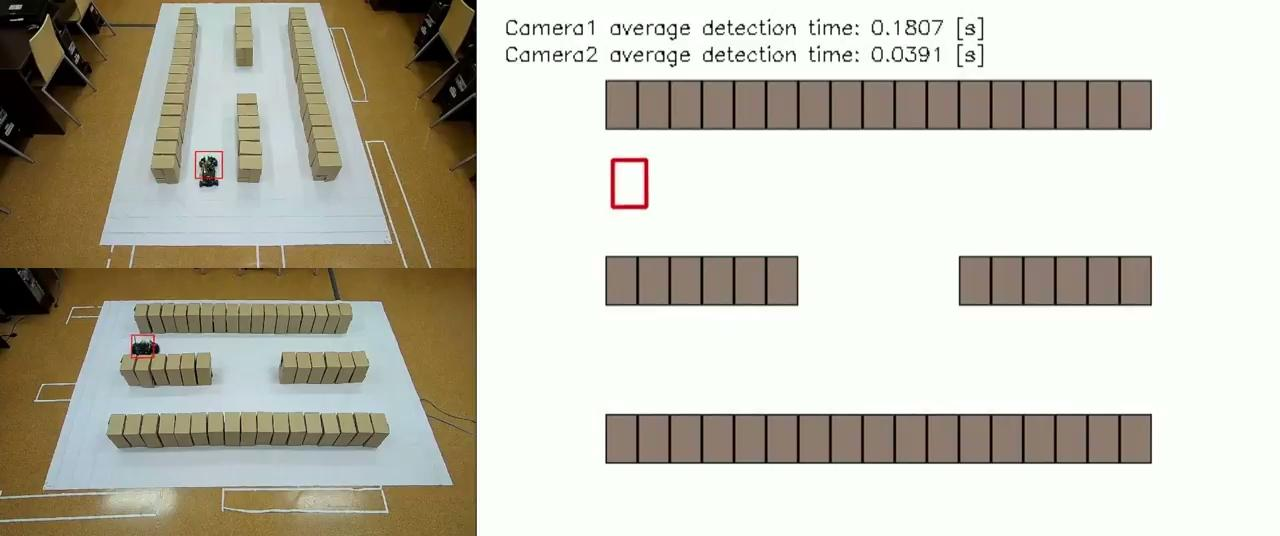 Camera1 average detection time: 0.1807 [s]
Camera2 average detection time: 0.0391 [s]